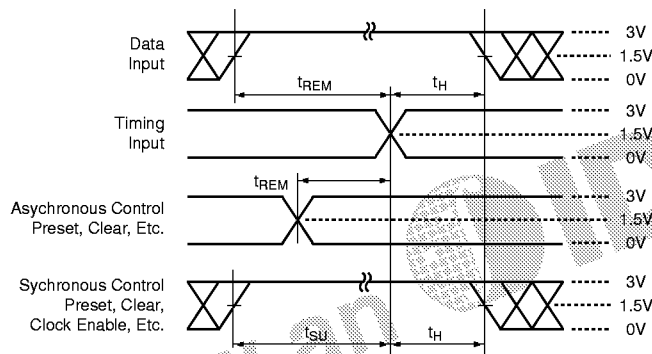 Data
Input
3V
1.5V
0V
tREM
tH
Timing
Input
3V
1.5V
0V
tREM
Asychronous Control
Preset, Clear, Etc.
3V
1.5V
0V
Sychronous Control
Preset, Clear,
Clock Enable, Etc.
3V
1.5V
0V
tSU
tH